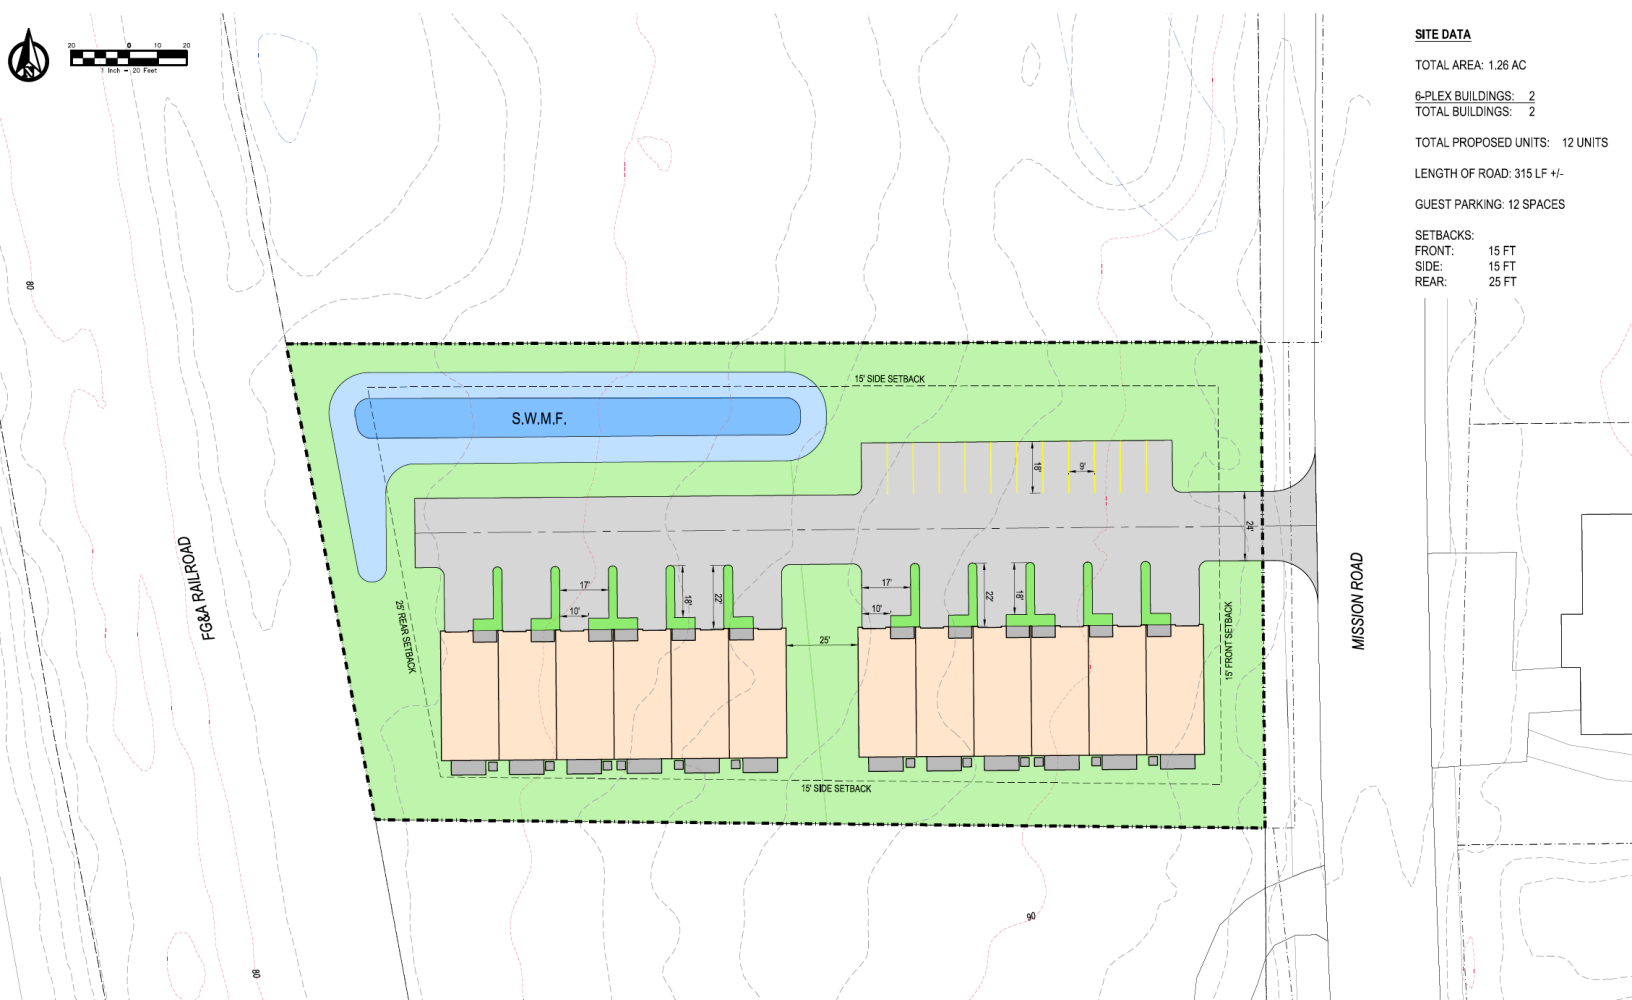 N
20 0 10 20
1 Inch = 20 Feet
SITE DATA
TOTAL AREA: 1.26 AC
6-PLEX BUILDINGS: 2
TOTAL BUILDINGS: 2
TOTAL PROPOSED UNITS: 12 UNITS
LENGTH OF ROAD: 315 LF +/-
GUEST PARKING: 12 SPACES
SETBACKS:
FRONT: 15 FT
SIDE: 15 FT
REAR: 25 FT
80
15' SIDE SETBACK
S.W.M.F.
18'
9'
24'
FG&A RAILROAD
25' REAR SETBACK
17'
10'
18'
22'
25'
17'
10'
22'
18'
15' FRONT SETBACK
MISSION ROAD
15' SIDE SETBACK
90
80